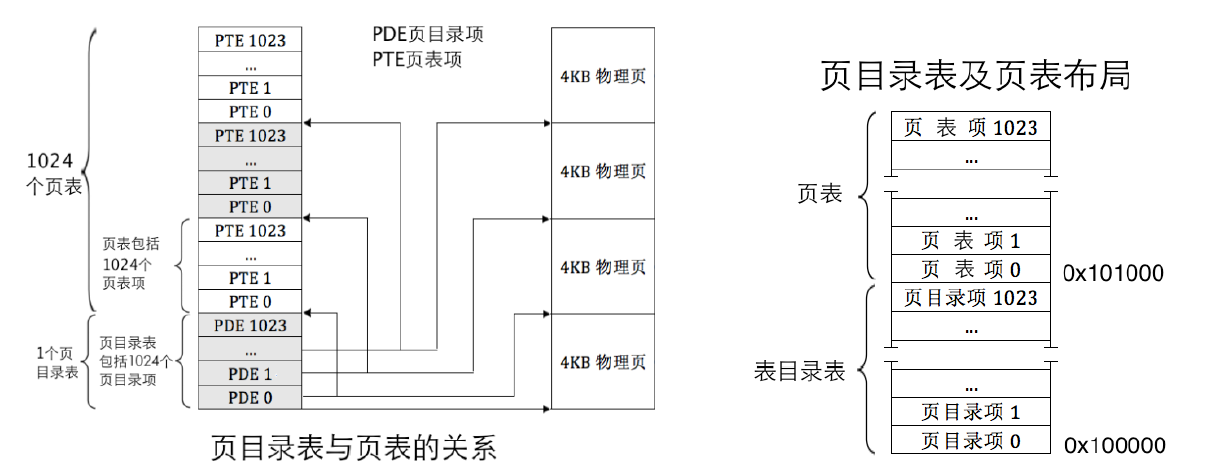 PDE页目录项
PTE页表项
PTE 1023
...
PTE 1
PTE 0
PTE 1023
...
PTE 1
PTE 0
PTE 1023
...
PTE 1
PTE 0
PDE 1023
...
PDE 1
PDE 0
1024
个页表
页表包括
1024个
页表项
1个页
目录表
页目录表
包括1024个
页目录项
4KB 物理页
4KB 物理页
4KB 物理页
4KB 物理页
页目录表与页表的关系
页目录表及页表布局
页表
页 表 项 1023
...
...
页 表 项 1
页 表 项 0
0x101000
表目录表
页目录项 1023
...
...
页目录项 1
页目录项 0
0x100000